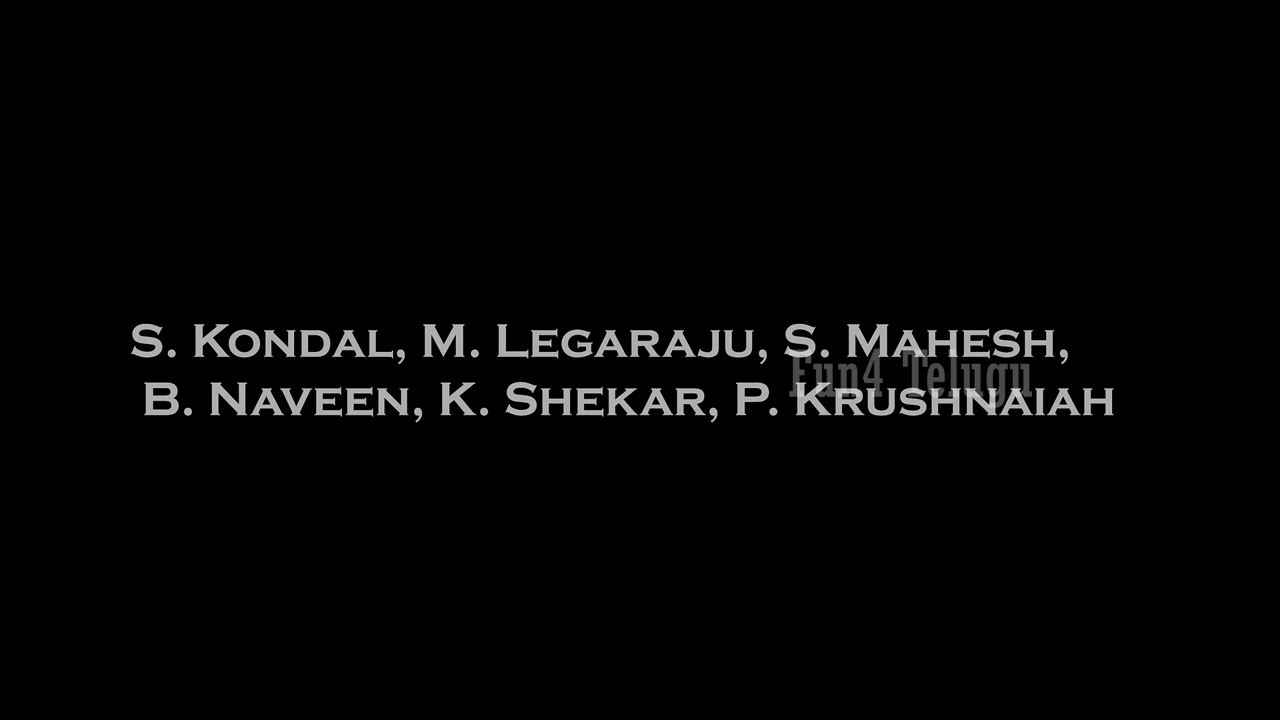 S. KONDAL, M. LEGARAJU, S. MAHESH,
Fun4 Telugu
B. NAVEEN, K. SHEKAR, P. KRUSHNAIAH